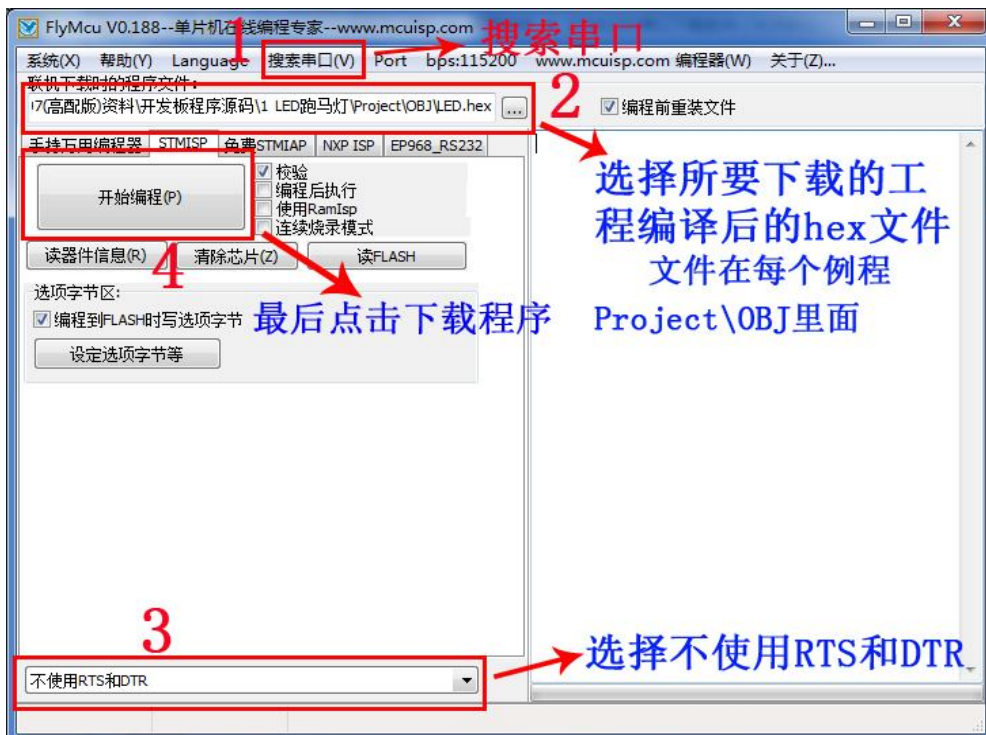 FlyMcu V0.188--单片机在线编程专家--www.mcuisp.com
1
搜索串口
系统(X) 帮助(Y) Language 搜索串口(V) Port bps:115200 www.mcuisp.com 编程器(W) 关于(Z)...
联机下载时的程序文件:
17(高配版)资料\开发板程序源码\1 LED跑马灯\Project\OBJ\LED.hex ...
2
编程前重装文件
手持万用编程器 STMISP 免费STMIAP NXP ISP EP968_RS232
开始编程(P)
校验
编程后执行
使用RamIsp
连续烧录模式
选择所要下载的工
程编译后的hex文件
文件在每个例程
Project\OBJ里面
读器件信息(R) 清除芯片(Z) 读FLASH
4
选项字节区:
编程到FLASH时写选项字节
最后点击下载程序
设定选项字节等
3
选择不使用RTS和DTR
不使用RTS和DTR